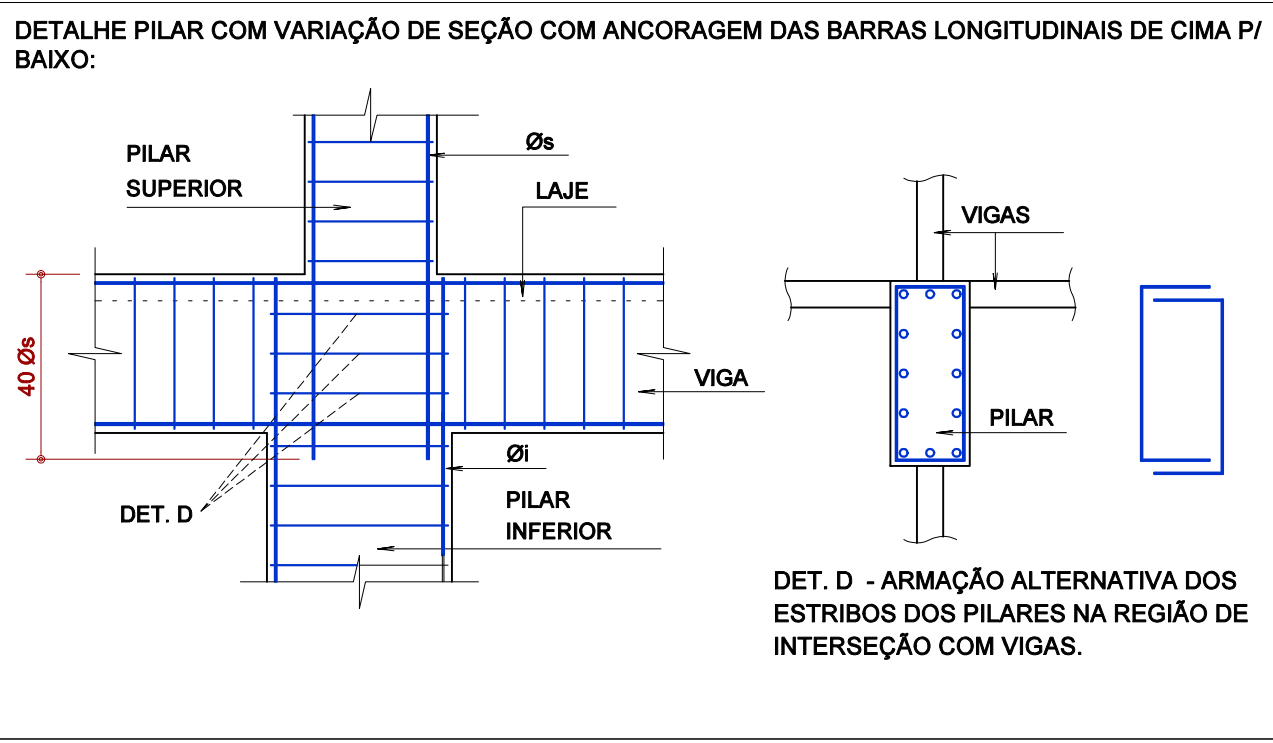 DETALHE PILAR COM VARIAÇÃO DE SEÇÃO COM ANCORAGEM DAS BARRAS LONGITUDINAIS DE CIMA P/
BAIXO:
PILAR
SUPERIOR
Øs
LAJE
40 Øs
VIGA
Øi
PILAR
INFERIOR
DET. D
VIGAS
PILAR
DET. D - ARMAÇÃO ALTERNATIVA DOS
ESTRIBOS DOS PILARES NA REGIÃO DE
INTERSEÇÃO COM VIGAS.